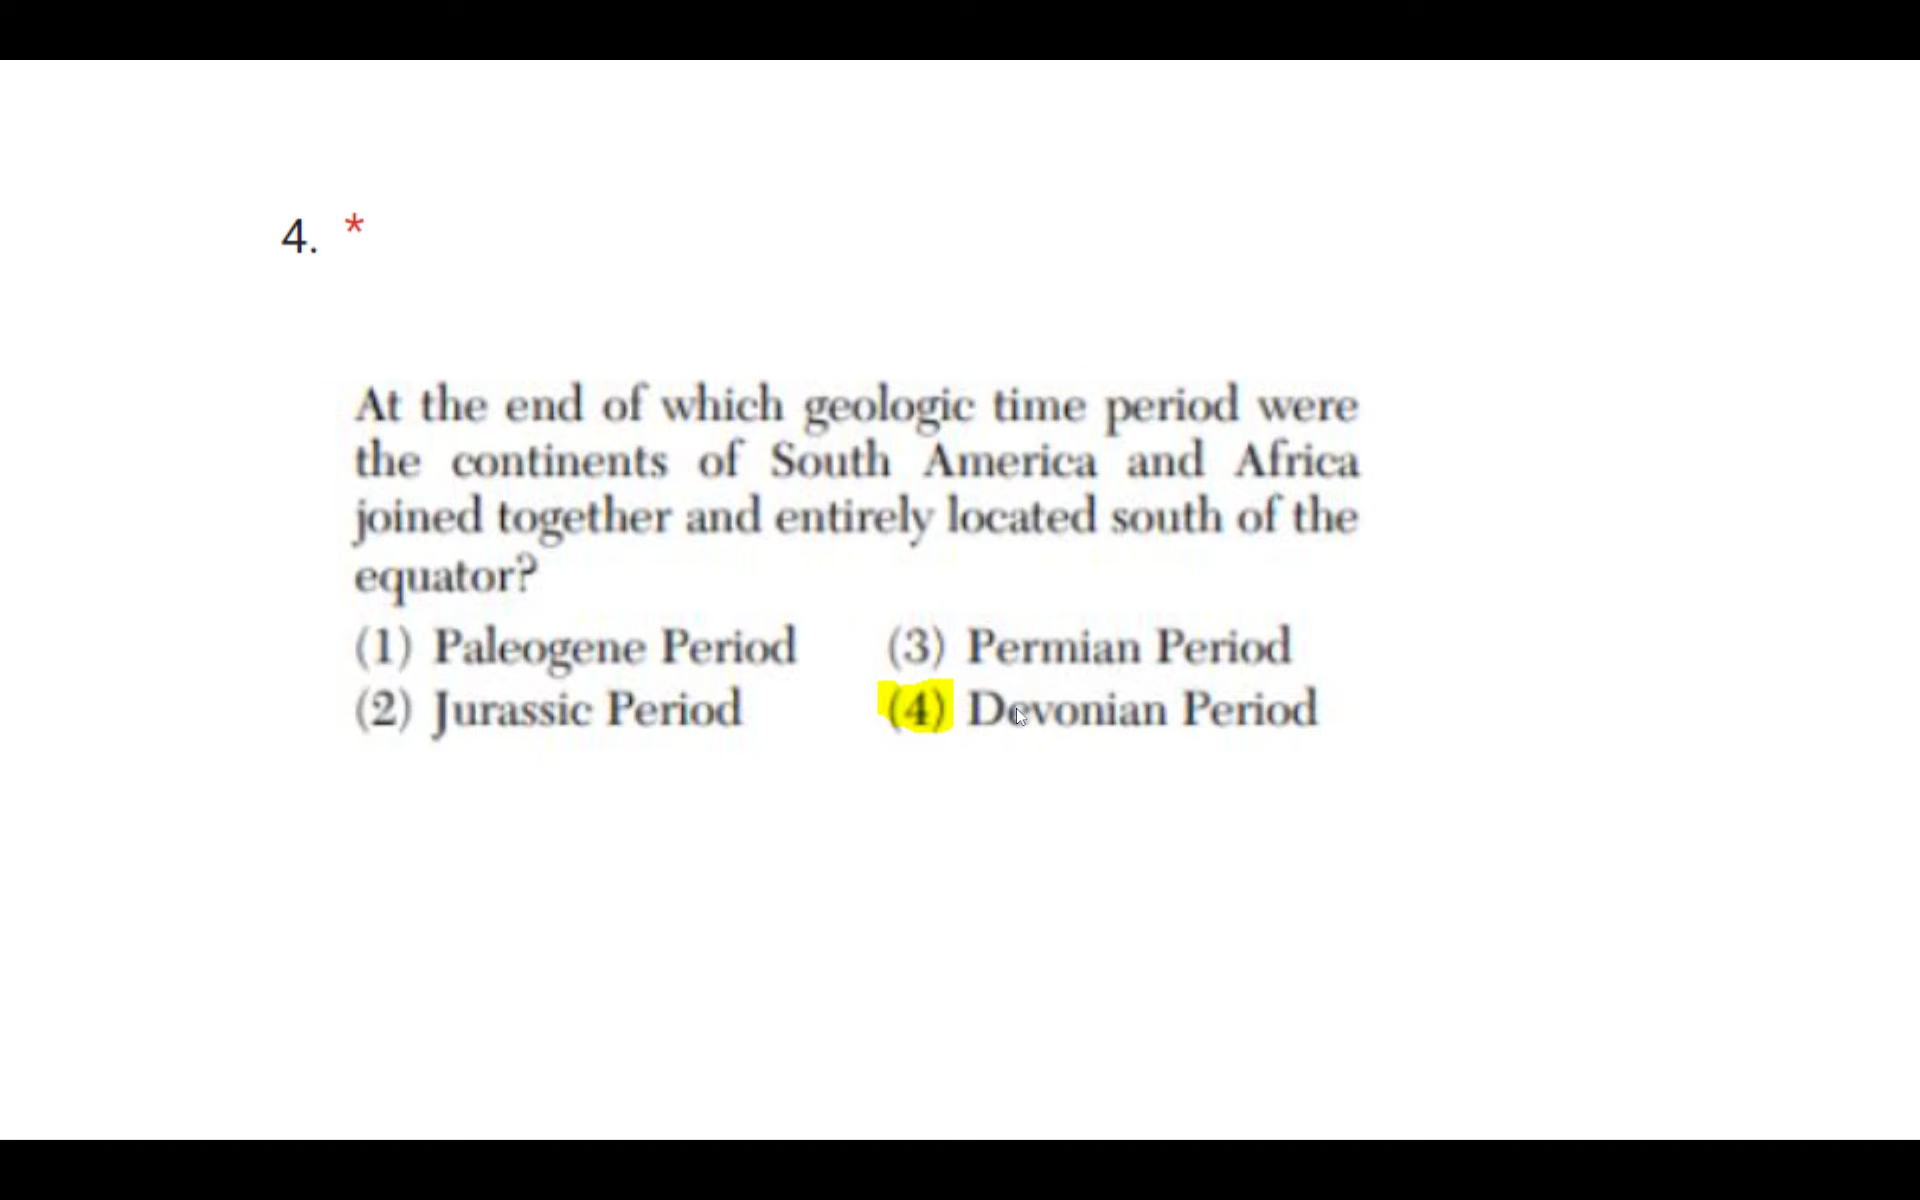 4. *
At the end of which geologic time period were
the continents of South America and Africa
joined together and entirely located south of the
equator?
(1) Paleogene Period (3) Permian Period
(2) Jurassic Period (4) Devonian Period